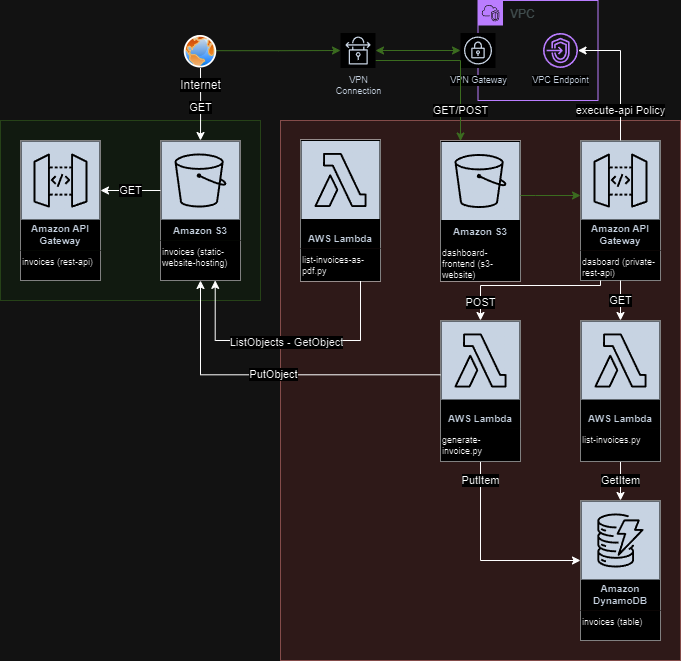 VPC
Internet
VPN
Connection
VPN Gateway
VPC Endpoint
GET
GET/POST
execute-api Policy
Amazon API
Gateway
invoices (rest-api)
GET
Amazon S3
invoices (static-
website-hosting)
AWS Lambda
list-invoices-as-
pdf.py
Amazon S3
dashboard-
frontend (s3-
website)
Amazon API
Gateway
dasboard (private-
rest-api)
POST
GET
ListObjects - GetObject
PutObject
AWS Lambda
generate-
invoice.py
AWS Lambda
list-invoices.py
PutItem
GetItem
Amazon
DynamoDB
invoices (table)